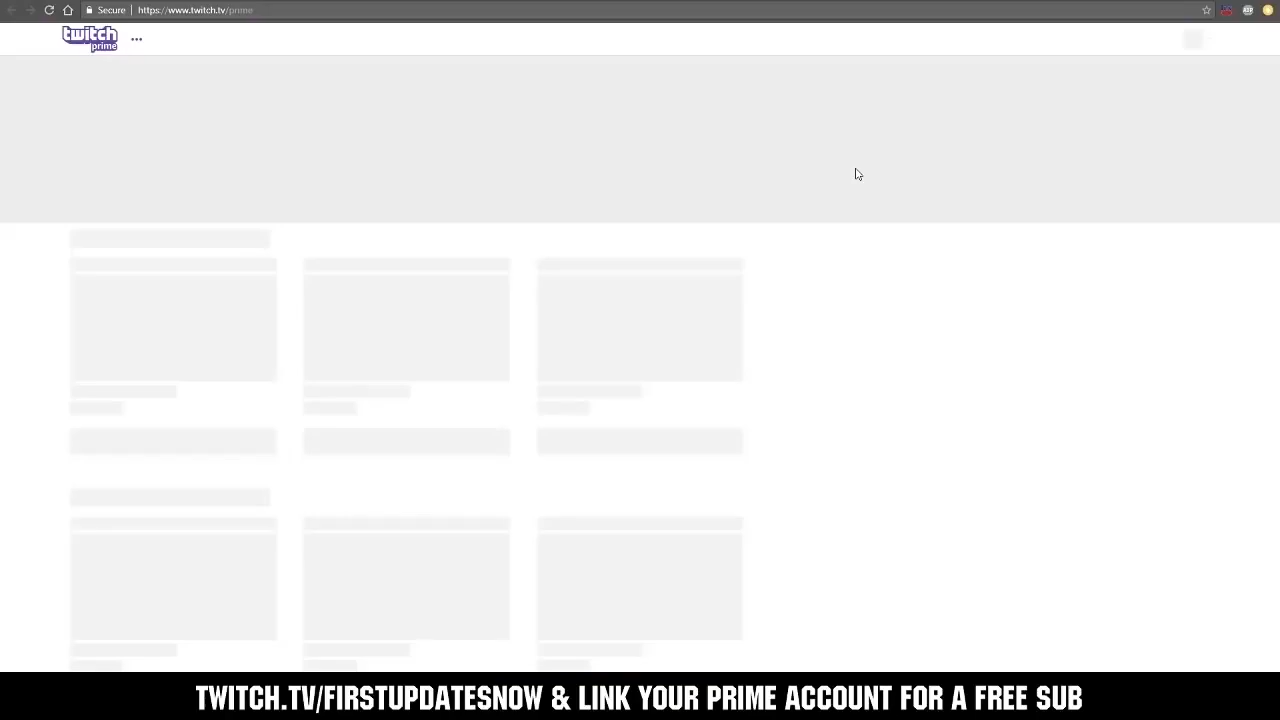 Secure https://www.twitch.tv/prime
twitch
prime
TWITCH.TV/FIRSTUPDATESNOW & LINK YOUR PRIME ACCOUNT FOR A FREE SUB